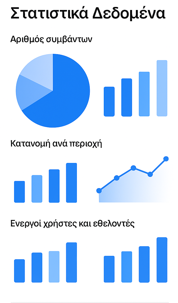 Στατιστικά Δεδομένα
Αριθμός συμβάντων
Κατανομή ανά περιοχή
Ενεργοί χρήστες και εθελοντές